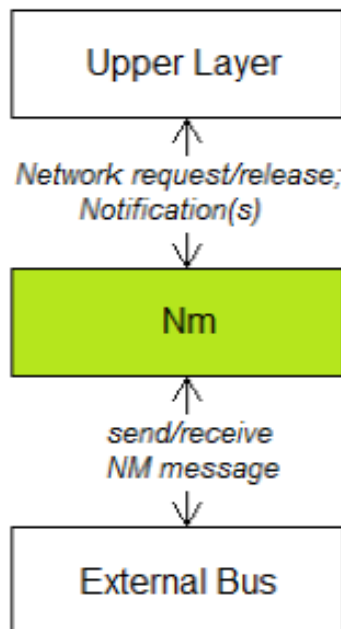 Upper Layer
Network request/release;
Notification(s)
Nm
send/receive
NM message
External Bus